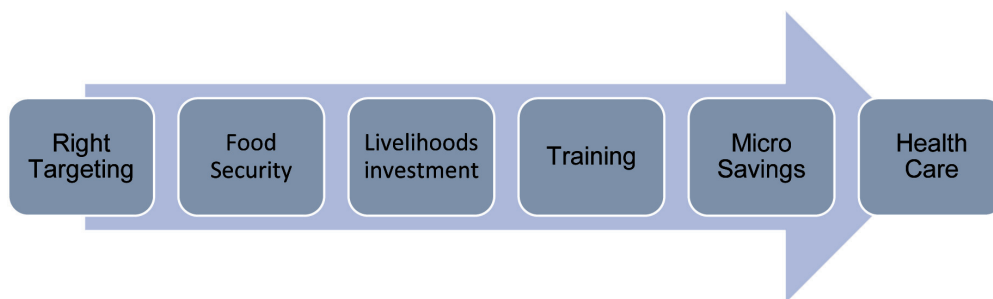 Right
Targeting
Food
Security
Livelihoods
investment
Training
Micro
Savings
Health
Care